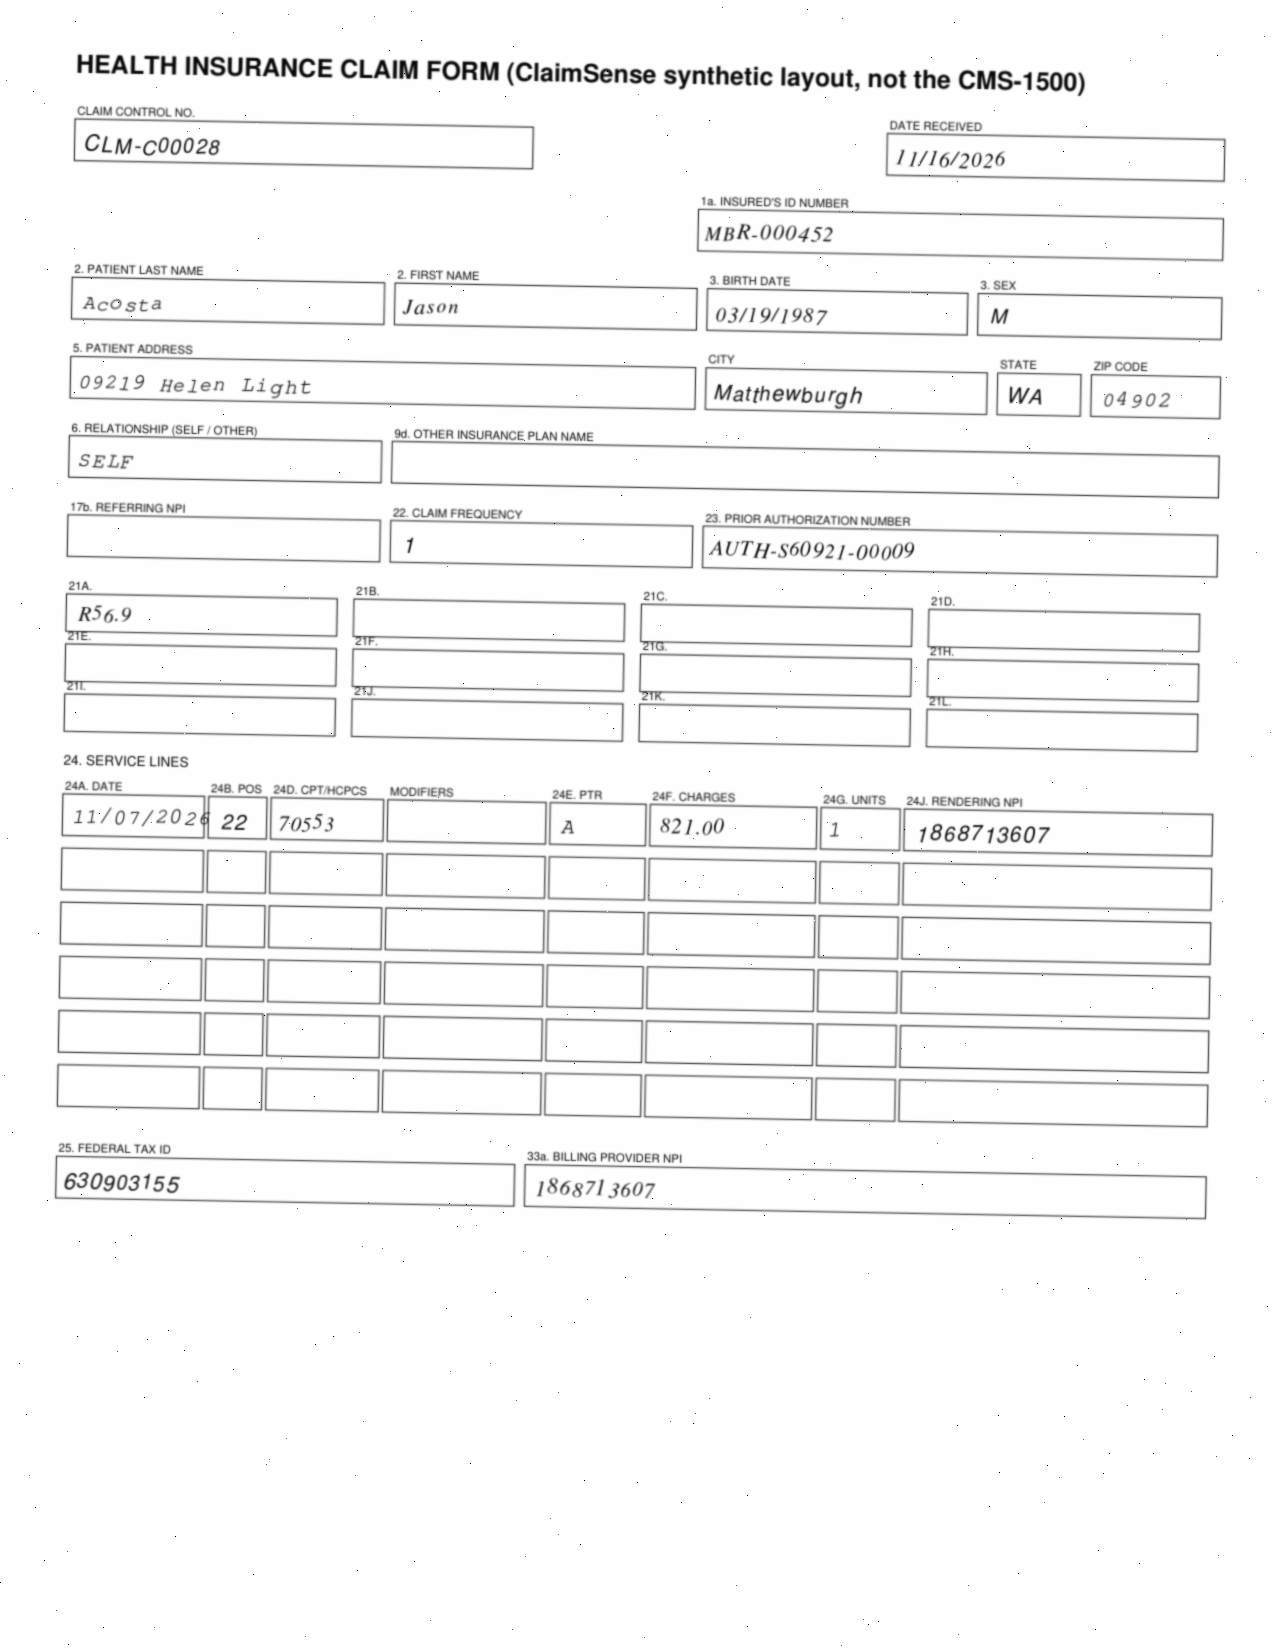 HEALTH INSURANCE CLAIM FORM (ClaimSense synthetic layout, not the CMS-1500)
CLAIM CONTROL NO.
CLM-C00028
DATE RECEIVED
11/16/2026
1a. INSURED'S ID NUMBER
MBR-000452
2. PATIENT LAST NAME 2. FIRST NAME 3. BIRTH DATE 3. SEX
Acosta Jason 03/19/1987 M
5. PATIENT ADDRESS CITY STATE ZIP CODE
09219 Helen Light Matthewburgh WA 04902
6. RELATIONSHIP (SELF / OTHER) 9d. OTHER INSURANCE PLAN NAME
SELF
17b. REFERRING NPI 22. CLAIM FREQUENCY 23. PRIOR AUTHORIZATION NUMBER
1 AUTH-S60921-00009
21A. 21B. 21C. 21D.
R56.9
21E. 21F. 21G. 21H.
21I. 21J. 21K. 21L.
24. SERVICE LINES
24A. DATE 24B. POS 24D. CPT/HCPCS MODIFIERS 24E. PTR 24F. CHARGES 24G. UNITS 24J. RENDERING NPI
11/07/2026 22 70553 A 821.00 1 1868713607
25. FEDERAL TAX ID 33a. BILLING PROVIDER NPI
630903155 1868713607